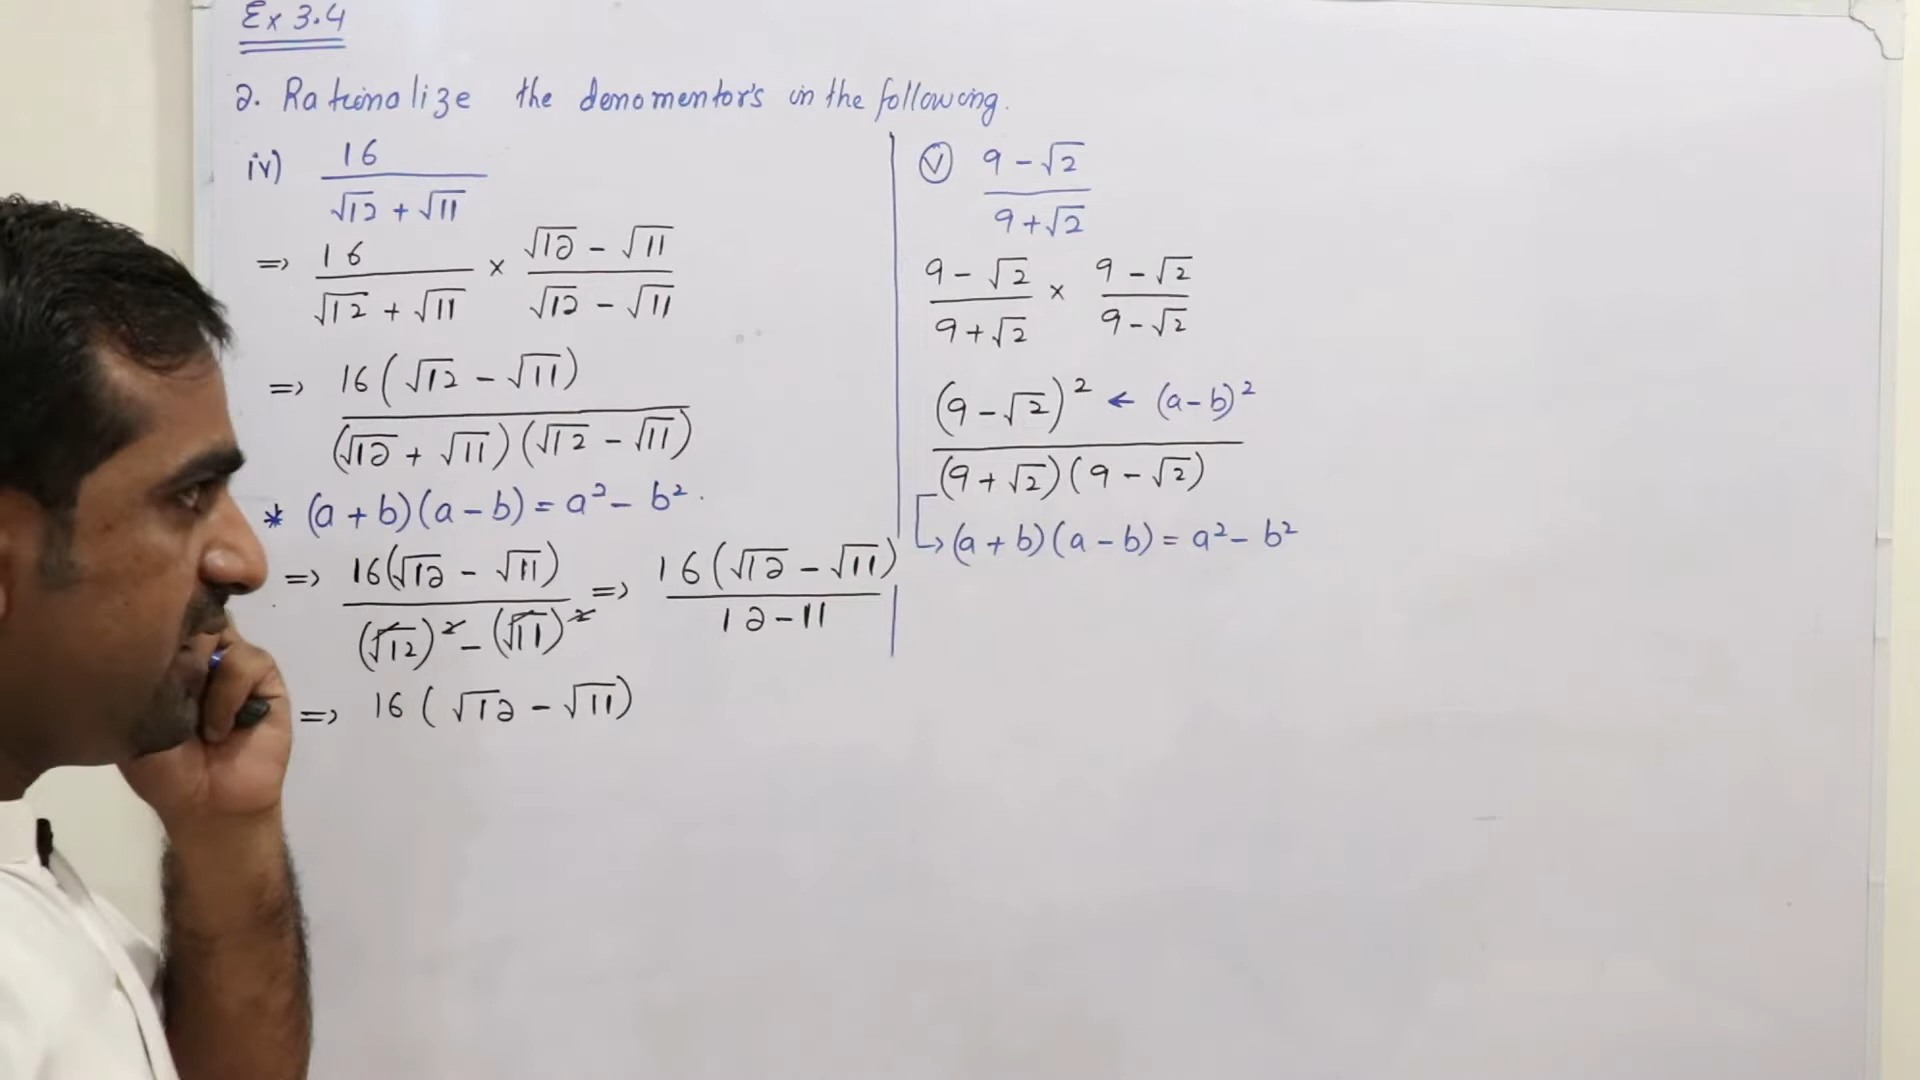 Ex 3.4
2. Rationalize the denomentor's in the following.
iv) 16 / √12 + √11
=> 16 / √12 + √11 × √12 - √11 / √12 - √11
=> 16 (√12 - √11) / (√12 + √11)(√12 - √11)
* (a + b)(a - b) = a² - b².
=> 16(√12 - √11) / (√12)² - (√11)² => 16(√12 - √11) / 12-11
=> 16 (√12 - √11)
(v) 9 - √2 / 9 + √2
9 - √2 / 9 + √2 × 9 - √2 / 9 - √2
(9 - √2)² ← (a-b)² / (9 + √2)(9 - √2)
↳ (a + b)(a - b) = a² - b²